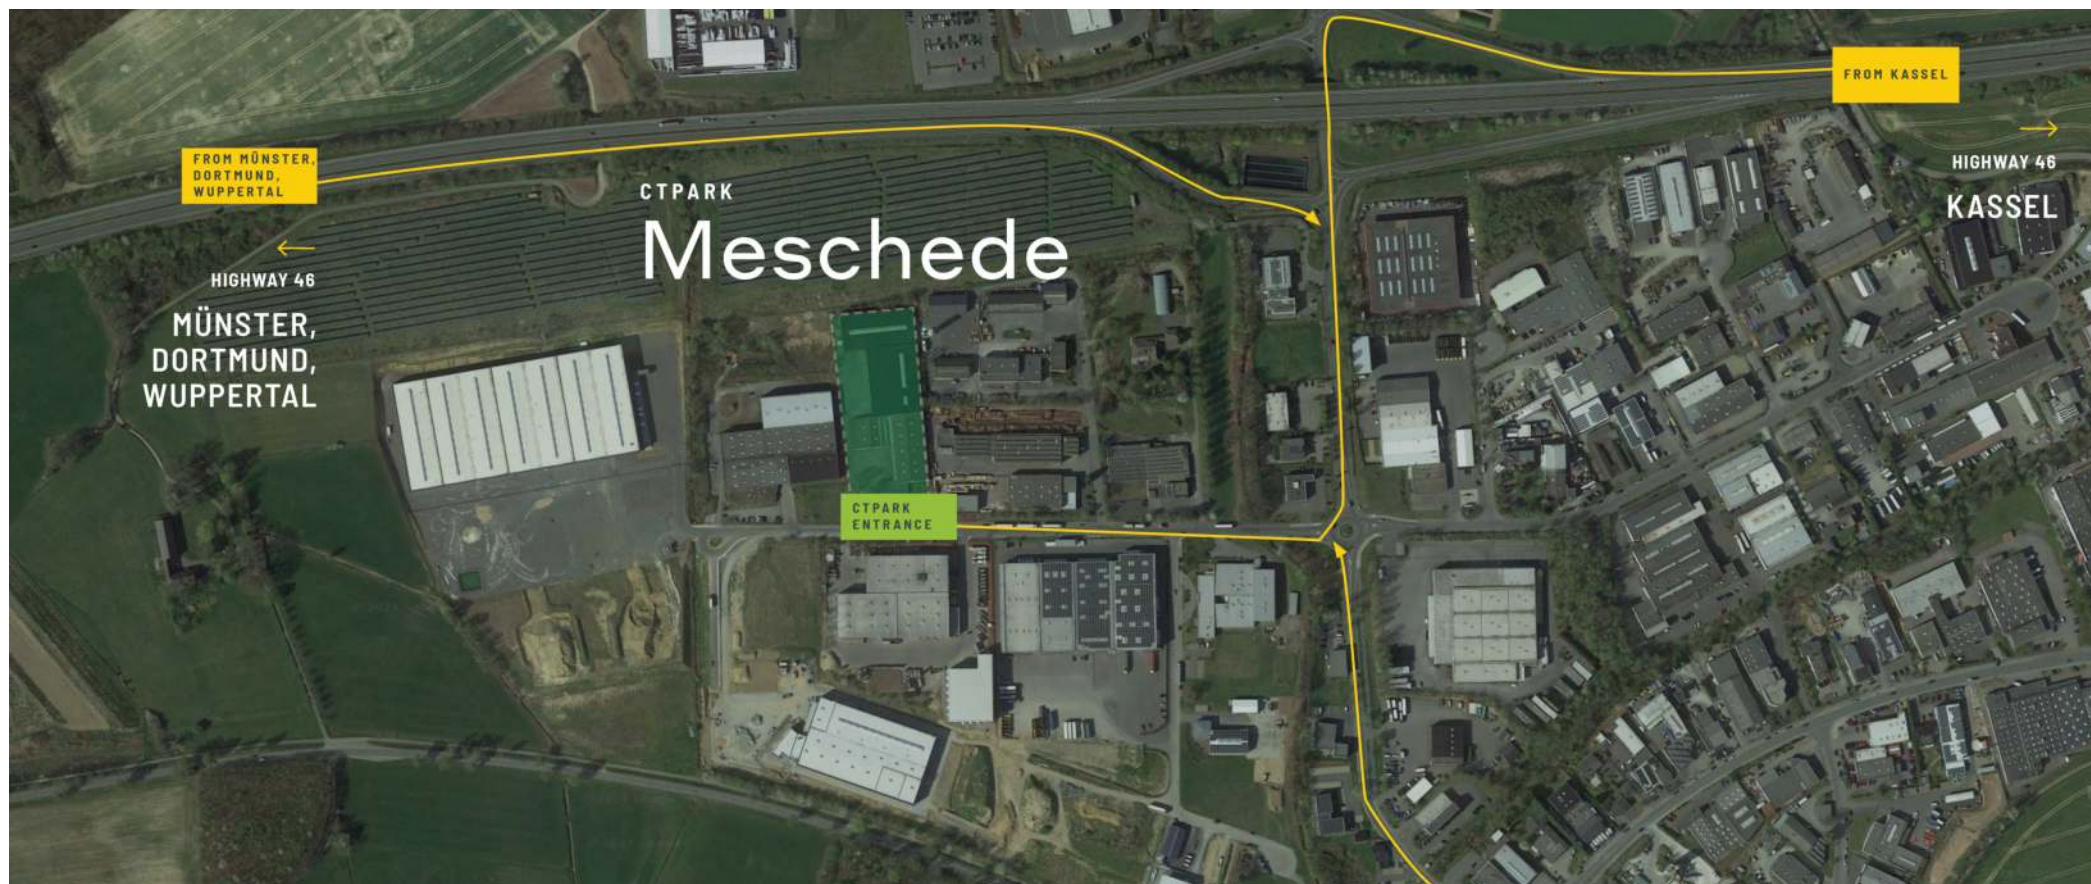 FROM KASSEL
FROM MÜNSTER,
DORTMUND,
WUPPERTAL
HIGHWAY 46
KASSEL
CTPARK
Meschede
HIGHWAY 46
MÜNSTER,
DORTMUND,
WUPPERTAL
CTPARK
ENTRANCE